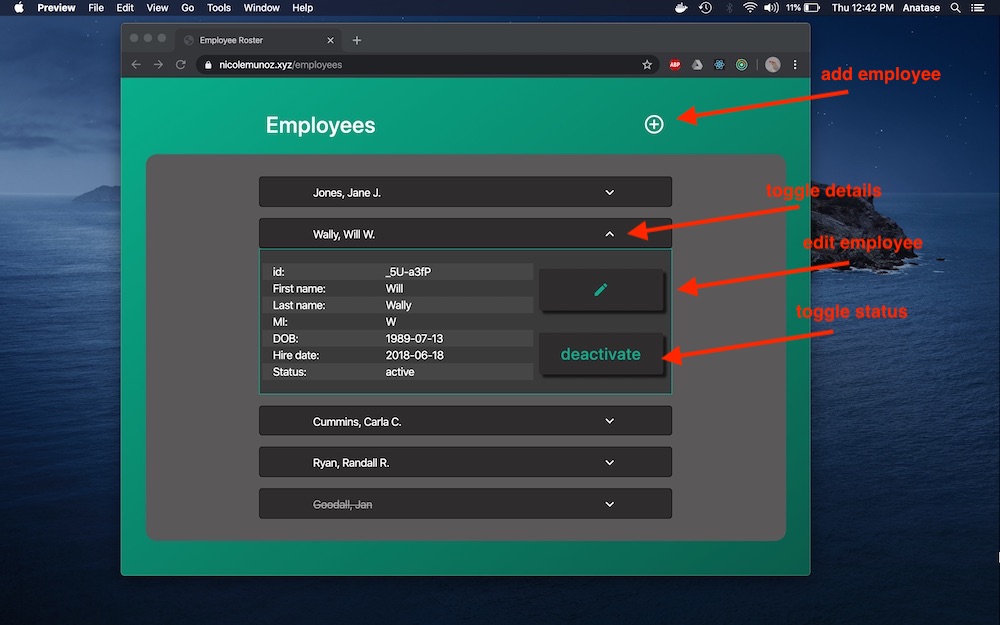 Preview File Edit View Go Tools Window Help 11% Thu 12:42 PM Anatase
Employee Roster
nicolemunoz.xyz/employees
ABP
add employee
Employees
Jones, Jane J.
toggle details
Wally, Will W.
edit employee
id: _5U-a3fP
First name: Will
Last name: Wally
toggle status
MI: W
DOB: 1989-07-13
Hire date: 2018-06-18
deactivate
Status: active
Cummins, Carla C.
Ryan, Randall R.
Goodall, Jan